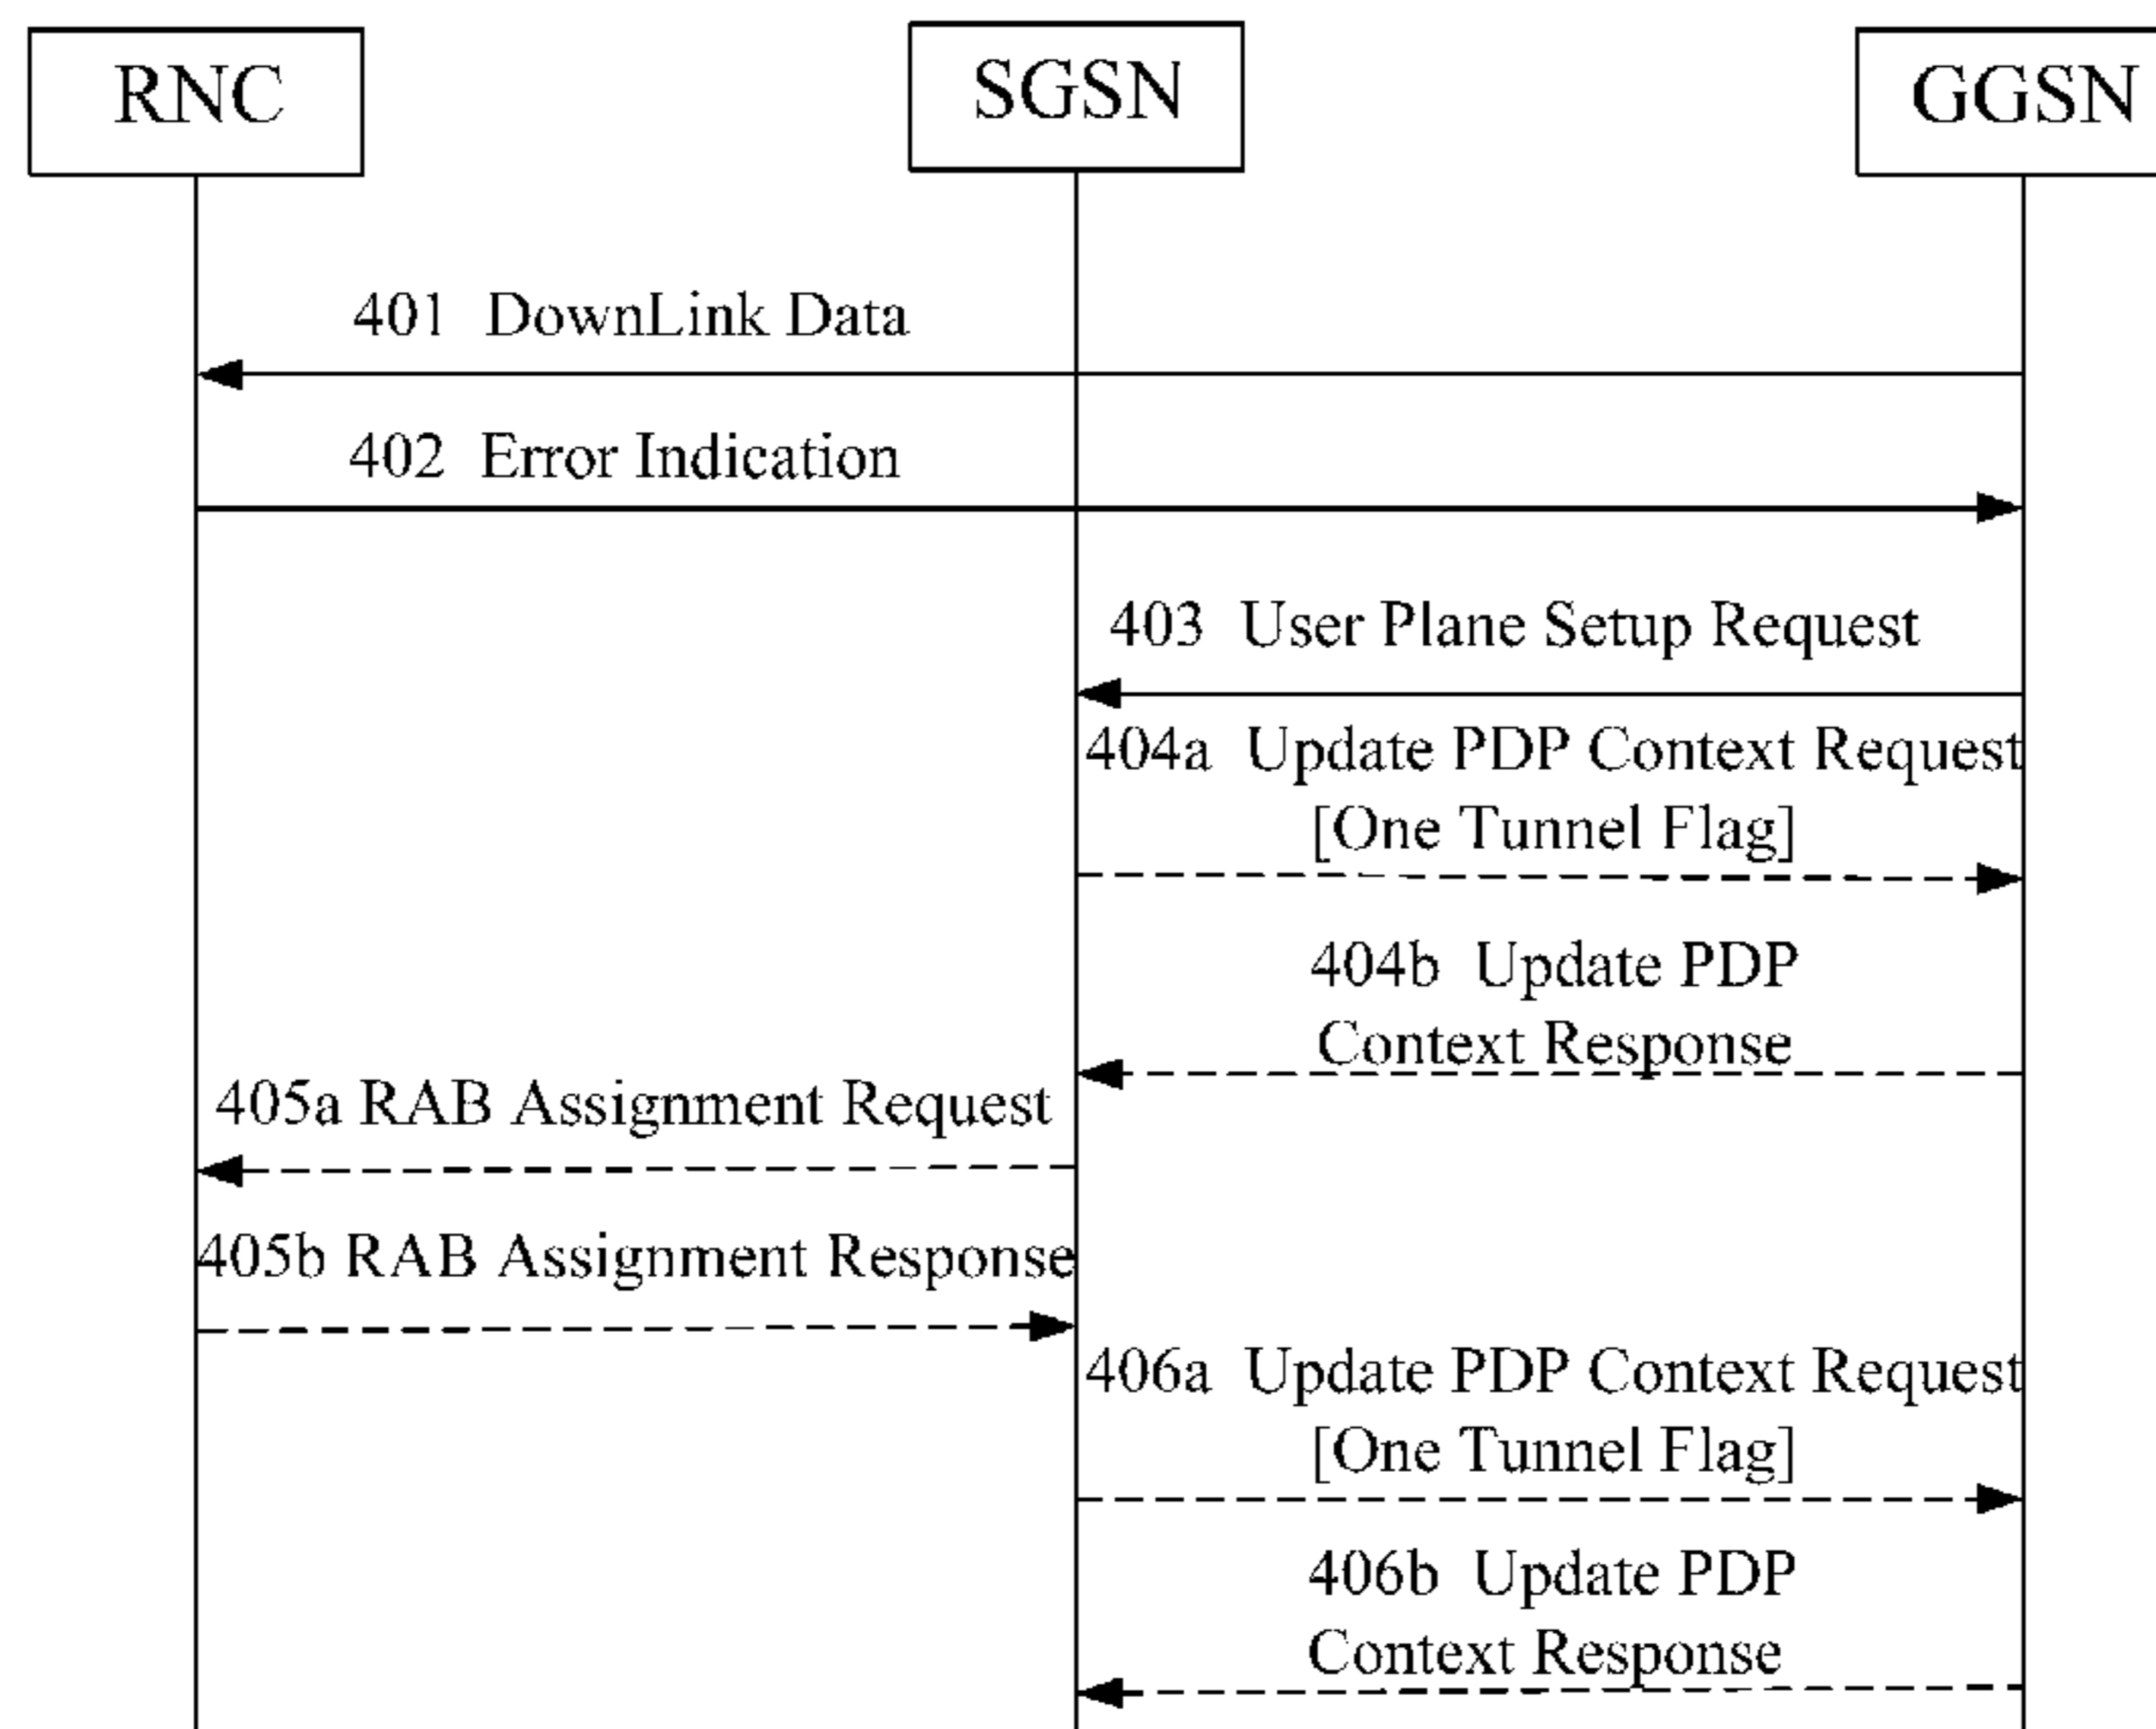 RNC
SGSN
GGSN
401 DownLink Data
402 Error Indication
403 User Plane Setup Request
404a Update PDP Context Request
[One Tunnel Flag]
404b Update PDP
Context Response
405a RAB Assignment Request
405b RAB Assignment Response
406a Update PDP Context Request
[One Tunnel Flag]
406b Update PDP
Context Response